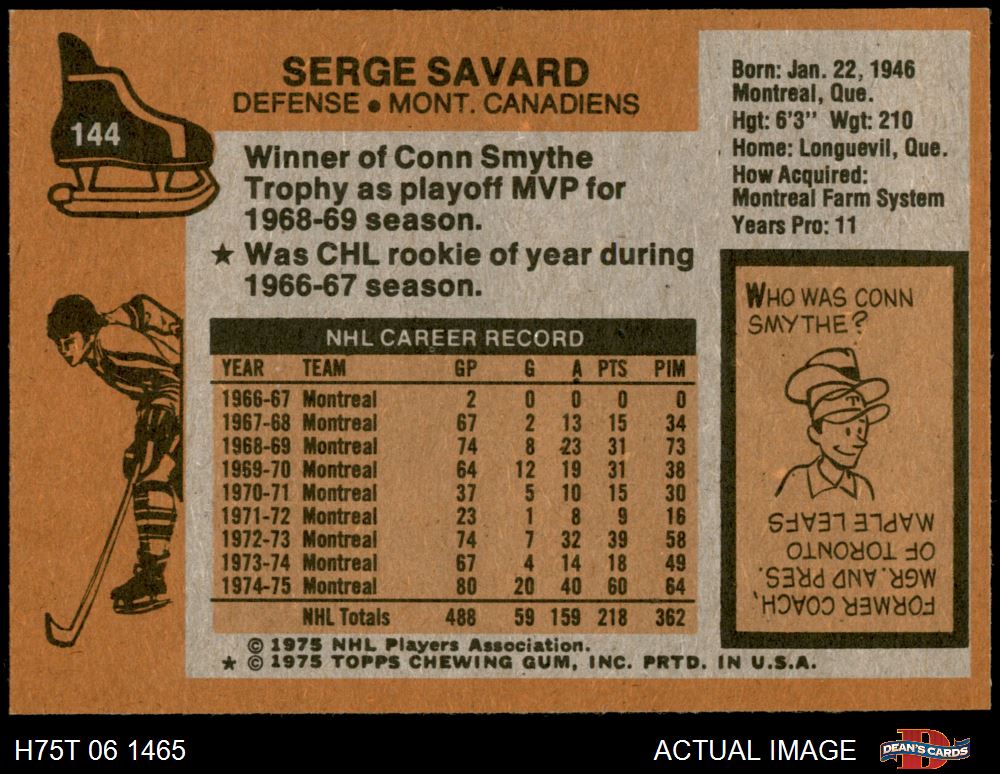 144
SERGE SAVARD
DEFENSE • MONT. CANADIENS
Winner of Conn Smythe
Trophy as playoff MVP for
1968-69 season.
★ Was CHL rookie of year during
1966-67 season.
Born: Jan. 22, 1946
Montreal, Que.
Hgt: 6'3" Wgt: 210
Home: Longuevil, Que.
How Acquired:
Montreal Farm System
Years Pro: 11
NHL CAREER RECORD
YEAR TEAM GP G A PTS PIM
1966-67 Montreal 2 0 0 0 0
1967-68 Montreal 67 2 13 15 34
1968-69 Montreal 74 8 23 31 73
1969-70 Montreal 64 12 19 31 38
1970-71 Montreal 37 5 10 15 30
1971-72 Montreal 23 1 8 9 16
1972-73 Montreal 74 7 32 39 58
1973-74 Montreal 67 4 14 18 49
1974-75 Montreal 80 20 40 60 64
NHL Totals 488 59 159 218 362
WHO WAS CONN
SMYTHE?
T
FORMER COACH,
MGR. AND PRES.
OF TORONTO
MAPLE LEAFS
© 1975 NHL Players Association.
★ © 1975 TOPPS CHEWING GUM, INC. PRTD. IN U.S.A.
H75T 06 1465
ACTUAL IMAGE
DEAN'S CARDS